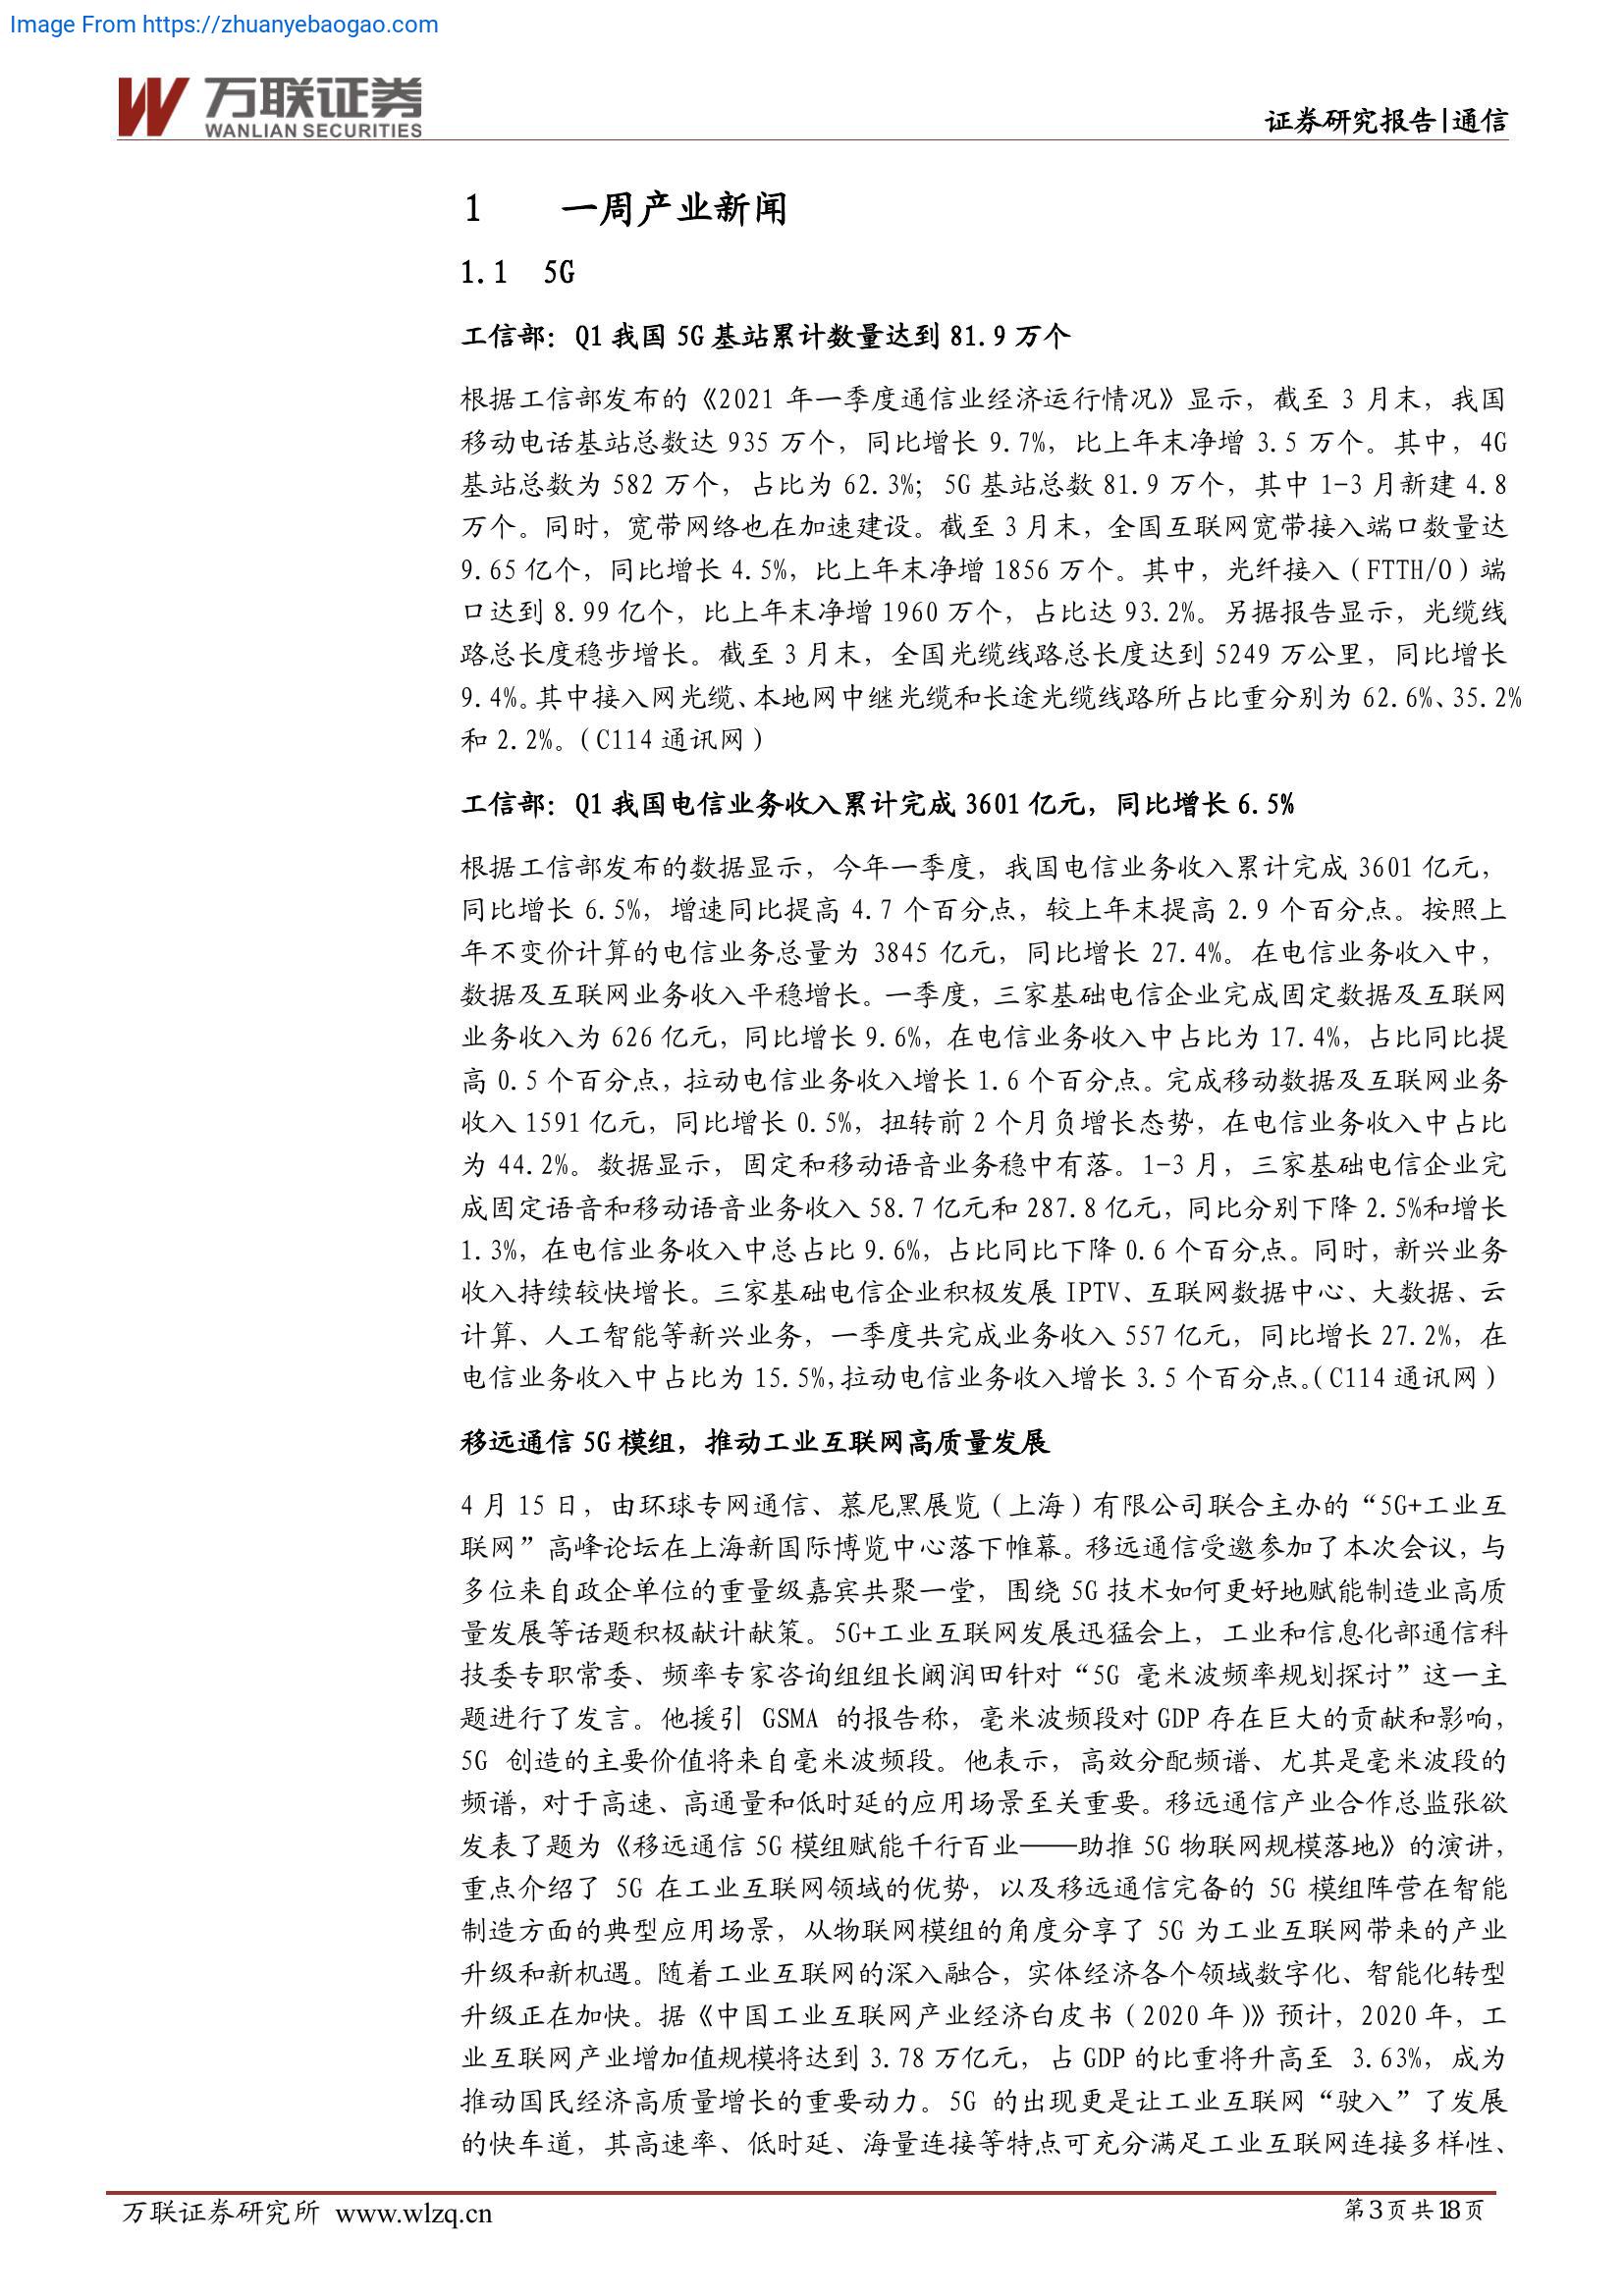 Image From https://zhuanyebaogao.com
万联证券
WANLIAN SECURITIES
证券研究报告|通信
1 一周产业新闻
1.1 5G
工信部：Q1 我国 5G 基站累计数量达到 81.9 万个
根据工信部发布的《2021 年一季度通信业经济运行情况》显示，截至 3 月末，我国
移动电话基站总数达 935 万个，同比增长 9.7%，比上年末净增 3.5 万个。其中，4G
基站总数为 582 万个，占比为 62.3%；5G 基站总数 81.9 万个，其中 1-3 月新建 4.8
万个。同时，宽带网络也在加速建设。截至 3 月末，全国互联网宽带接入端口数量达
9.65 亿个，同比增长 4.5%，比上年末净增 1856 万个。其中，光纤接入（FTTH/O）端
口达到 8.99 亿个，比上年末净增 1960 万个，占比达 93.2%。另据报告显示，光缆线
路总长度稳步增长。截至 3 月末，全国光缆线路总长度达到 5249 万公里，同比增长
9.4%。其中接入网光缆、本地网中继光缆和长途光缆线路所占比重分别为 62.6%、35.2%
和 2.2%。（C114 通讯网）
工信部：Q1 我国电信业务收入累计完成 3601 亿元，同比增长 6.5%
根据工信部发布的数据显示，今年一季度，我国电信业务收入累计完成 3601 亿元，
同比增长 6.5%，增速同比提高 4.7 个百分点，较上年末提高 2.9 个百分点。按照上
年不变价计算的电信业务总量为 3845 亿元，同比增长 27.4%。在电信业务收入中，
数据及互联网业务收入平稳增长。一季度，三家基础电信企业完成固定数据及互联网
业务收入为 626 亿元，同比增长 9.6%，在电信业务收入中占比为 17.4%，占比同比提
高 0.5 个百分点，拉动电信业务收入增长 1.6 个百分点。完成移动数据及互联网业务
收入 1591 亿元，同比增长 0.5%，扭转前 2 个月负增长态势，在电信业务收入中占比
为 44.2%。数据显示，固定和移动语音业务稳中有落。1-3 月，三家基础电信企业完
成固定语音和移动语音业务收入 58.7 亿元和 287.8 亿元，同比分别下降 2.5%和增长
1.3%，在电信业务收入中总占比 9.6%，占比同比下降 0.6 个百分点。同时，新兴业务
收入持续较快增长。三家基础电信企业积极发展 IPTV、互联网数据中心、大数据、云
计算、人工智能等新兴业务，一季度共完成业务收入 557 亿元，同比增长 27.2%，在
电信业务收入中占比为 15.5%，拉动电信业务收入增长 3.5 个百分点。（C114 通讯网）
移远通信 5G 模组，推动工业互联网高质量发展
4 月 15 日，由环球专网通信、慕尼黑展览（上海）有限公司联合主办的“5G+工业互
联网”高峰论坛在上海新国际博览中心落下帷幕。移远通信受邀参加了本次会议，与
多位来自政企单位的重量级嘉宾共聚一堂，围绕 5G 技术如何更好地赋能制造业高质
量发展等话题积极献计献策。5G+工业互联网发展迅猛会上，工业和信息化部通信科
技委专职常委、频率专家咨询组组长阚润田针对“5G 毫米波频率规划探讨”这一主
题进行了发言。他援引 GSMA 的报告称，毫米波频段对 GDP 存在巨大的贡献和影响，
5G 创造的主要价值将来自毫米波频段。他表示，高效分配频谱、尤其是毫米波段的
频谱，对于高速、高通量和低时延的应用场景至关重要。移远通信产业合作总监张欲
发表了题为《移远通信 5G 模组赋能千行百业——助推 5G 物联网规模落地》的演讲，
重点介绍了 5G 在工业互联网领域的优势，以及移远通信完备的 5G 模组阵营在智能
制造方面的典型应用场景，从物联网模组的角度分享了 5G 为工业互联网带来的产业
升级和新机遇。随着工业互联网的深入融合，实体经济各个领域数字化、智能化转型
升级正在加快。据《中国工业互联网产业经济白皮书（2020 年）》预计，2020 年，工
业互联网产业增加值规模将达到 3.78 万亿元，占 GDP 的比重将升高至 3.63%，成为
推动国民经济高质量增长的重要动力。5G 的出现更是让工业互联网“驶入”了发展
的快车道，其高速率、低时延、海量连接等特点可充分满足工业互联网连接多样性、
万联证券研究所 www.wlzq.cn
第 3 页 共 18 页